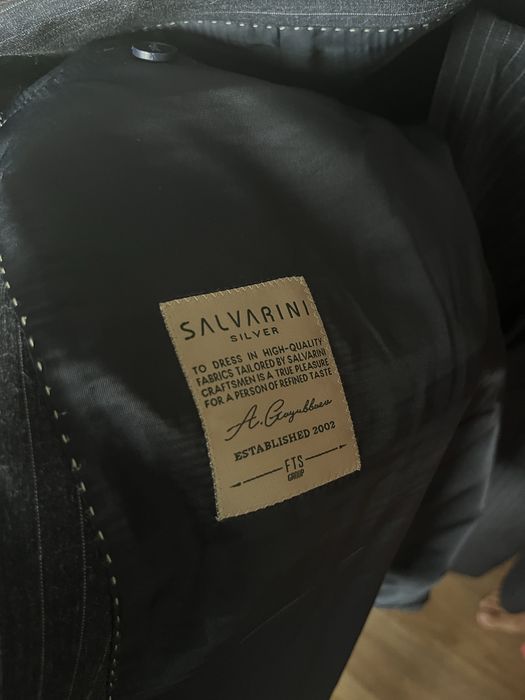 SALVARINI
SILVER
TO DRESS IN HIGH-QUALITY
FABRICS TAILORED BY SALVARINI
CRAFTSMEN IS A TRUE PLEASURE
FOR A PERSON OF REFINED TASTE
A.
ESTABLISHED 2002
FTS
GROUP